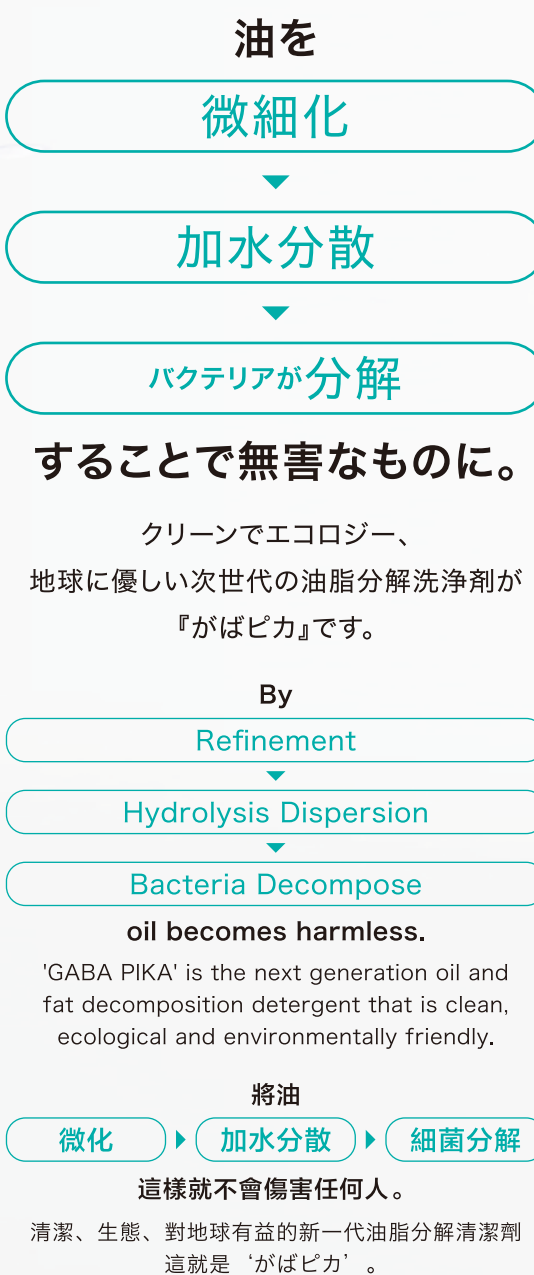 油を
微細化
加水分散
バクテリアが分解
することで無害なものに。
クリーンでエコロジー、
地球に優しい次世代の油脂分解洗浄剤が
『がばピカ』です。
By
Refinement
Hydrolysis Dispersion
Bacteria Decompose
oil becomes harmless.
'GABA PIKA' is the next generation oil and
fat decomposition detergent that is clean,
ecological and environmentally friendly.
將油
微化 加水分散 細菌分解
這樣就不會傷害任何人。
清潔、生態、對地球有益的新一代油脂分解清潔劑
這就是‘がばピカ’。